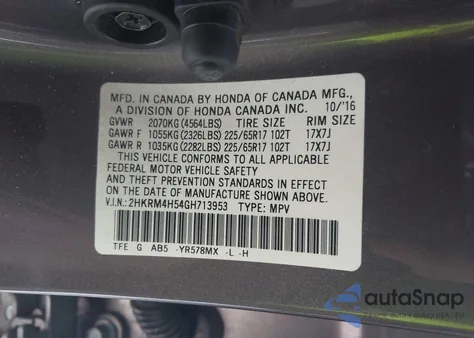 MFD. IN CANADA BY HONDA OF CANADA MFG.,
A DIVISION OF HONDA CANADA INC. 10/'16
GVWR 2070KG (4564LBS) TIRE SIZE RIM SIZE
GAWR F 1055KG (2326LBS) 225/65R17 102T 17X7J
GAWR R 1035KG (2282LBS) 225/65R17 102T 17X7J
THIS VEHICLE CONFORMS TO ALL APPLICABLE
FEDERAL MOTOR VEHICLE SAFETY
AND THEFT PREVENTION STANDARDS IN EFFECT
ON THE DATE OF MANUFACTURE SHOWN ABOVE.
V.I.N.: 2HKRM4H54GH713953 TYPE: MPV
TFE G AB5 -YR578MX -L -H
autoSnap